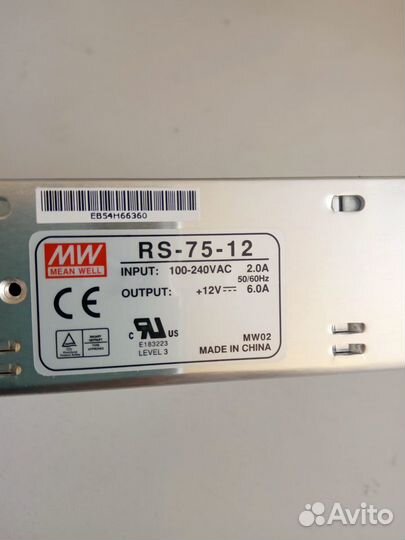 EB54H66360
MW
MEAN WELL
RS-75-12
INPUT: 100-240VAC 2.0A
50/60Hz
OUTPUT: +12V 6.0A
CE
C UL US
E183223
LEVEL 3
MW02
MADE IN CHINA
Avito